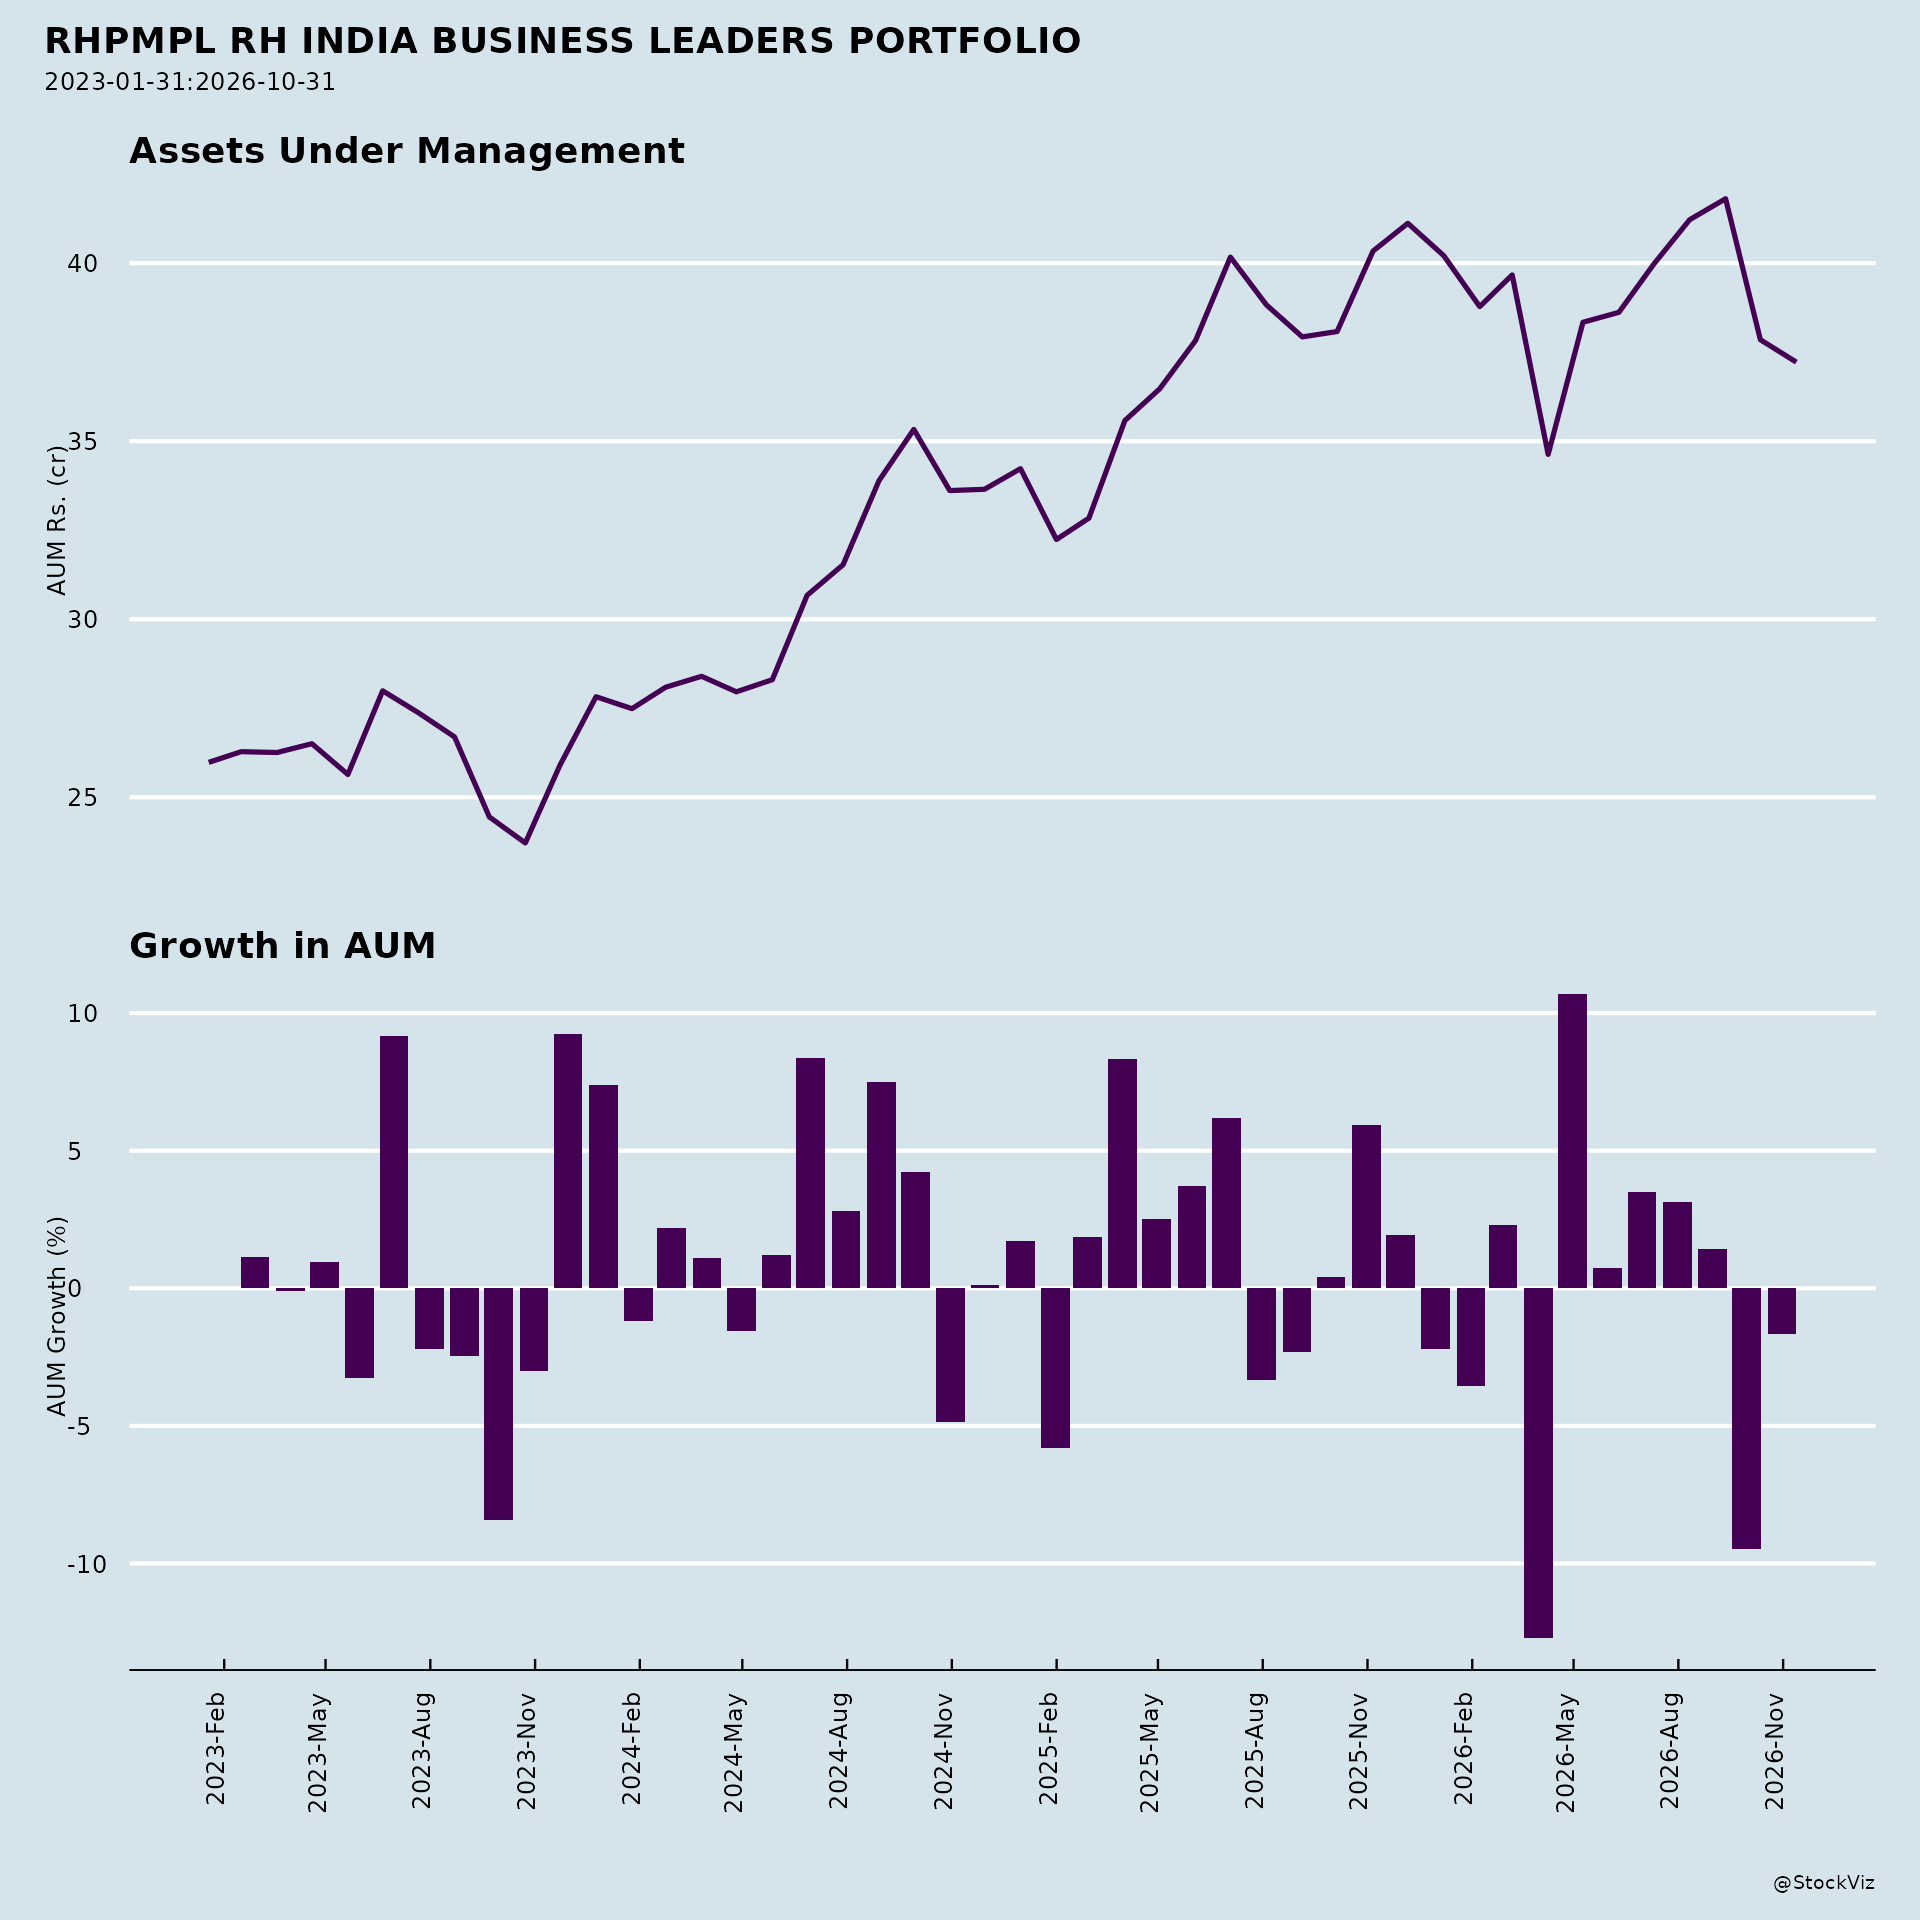 RHPMPL RH INDIA BUSINESS LEADERS PORTFOLIO
2023-01-31:2026-10-31
Assets Under Management
AUM Rs. (cr)
40
35
30
25
Growth in AUM
AUM Growth (%)
10
5
0
-5
-10
2023-Feb
2023-May
2023-Aug
2023-Nov
2024-Feb
2024-May
2024-Aug
2024-Nov
2025-Feb
2025-May
2025-Aug
2025-Nov
2026-Feb
2026-May
2026-Aug
2026-Nov
@StockViz